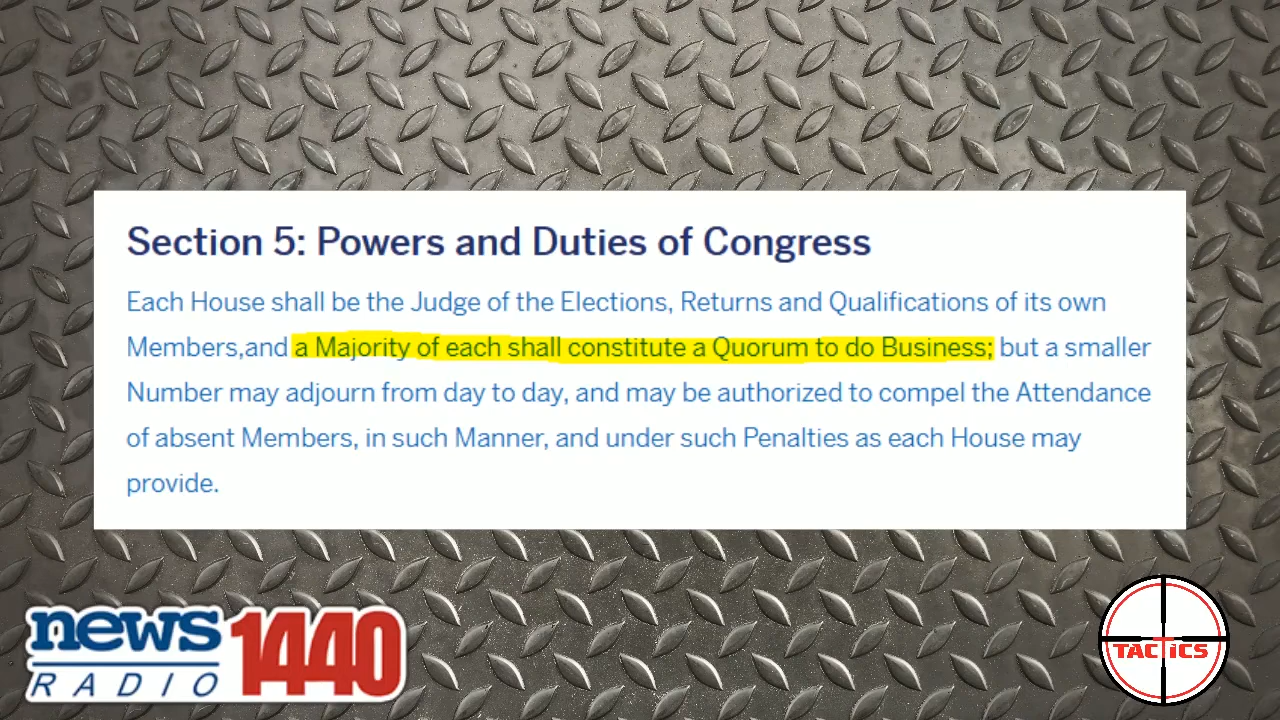 Section 5: Powers and Duties of Congress
Each House shall be the Judge of the Elections, Returns and Qualifications of its own
Members,and a Majority of each shall constitute a Quorum to do Business; but a smaller
Number may adjourn from day to day, and may be authorized to compel the Attendance
of absent Members, in such Manner, and under such Penalties as each House may
provide.
news
RADIO
1440
TACTICS